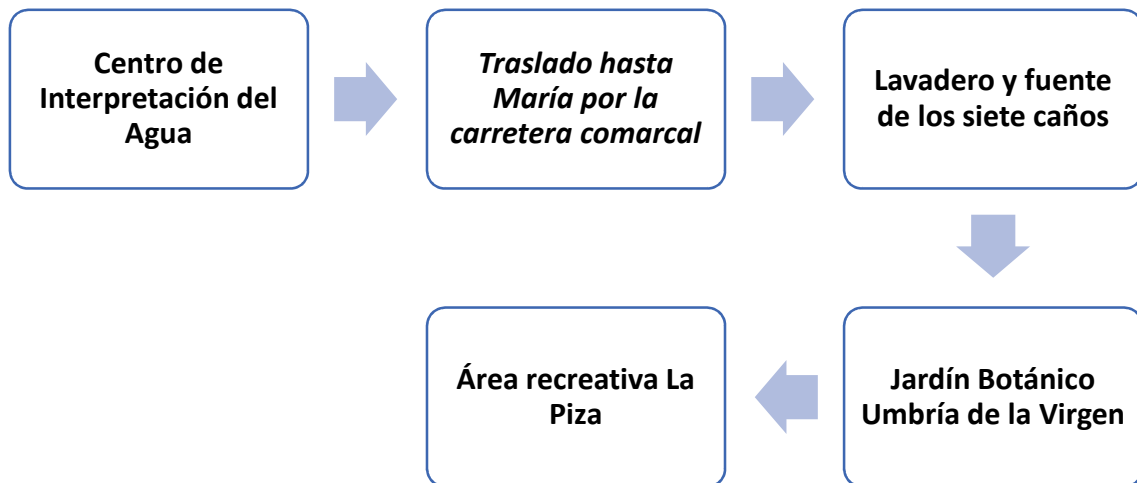 Centro de
Interpretación del
Agua
Traslado hasta
María por la
carretera comarcal
Lavadero y fuente
de los siete caños
Jardín Botánico
Umbría de la Virgen
Área recreativa La
Piza